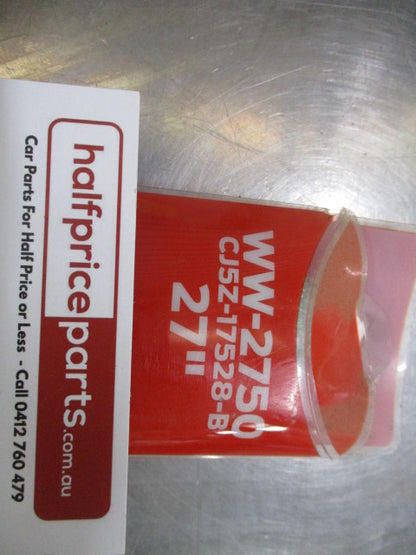 halfpriceparts.com.au
Car Parts For Half Price or Less - Call 0412 760 479
WW-2750
CJ5Z-17528-B
27"